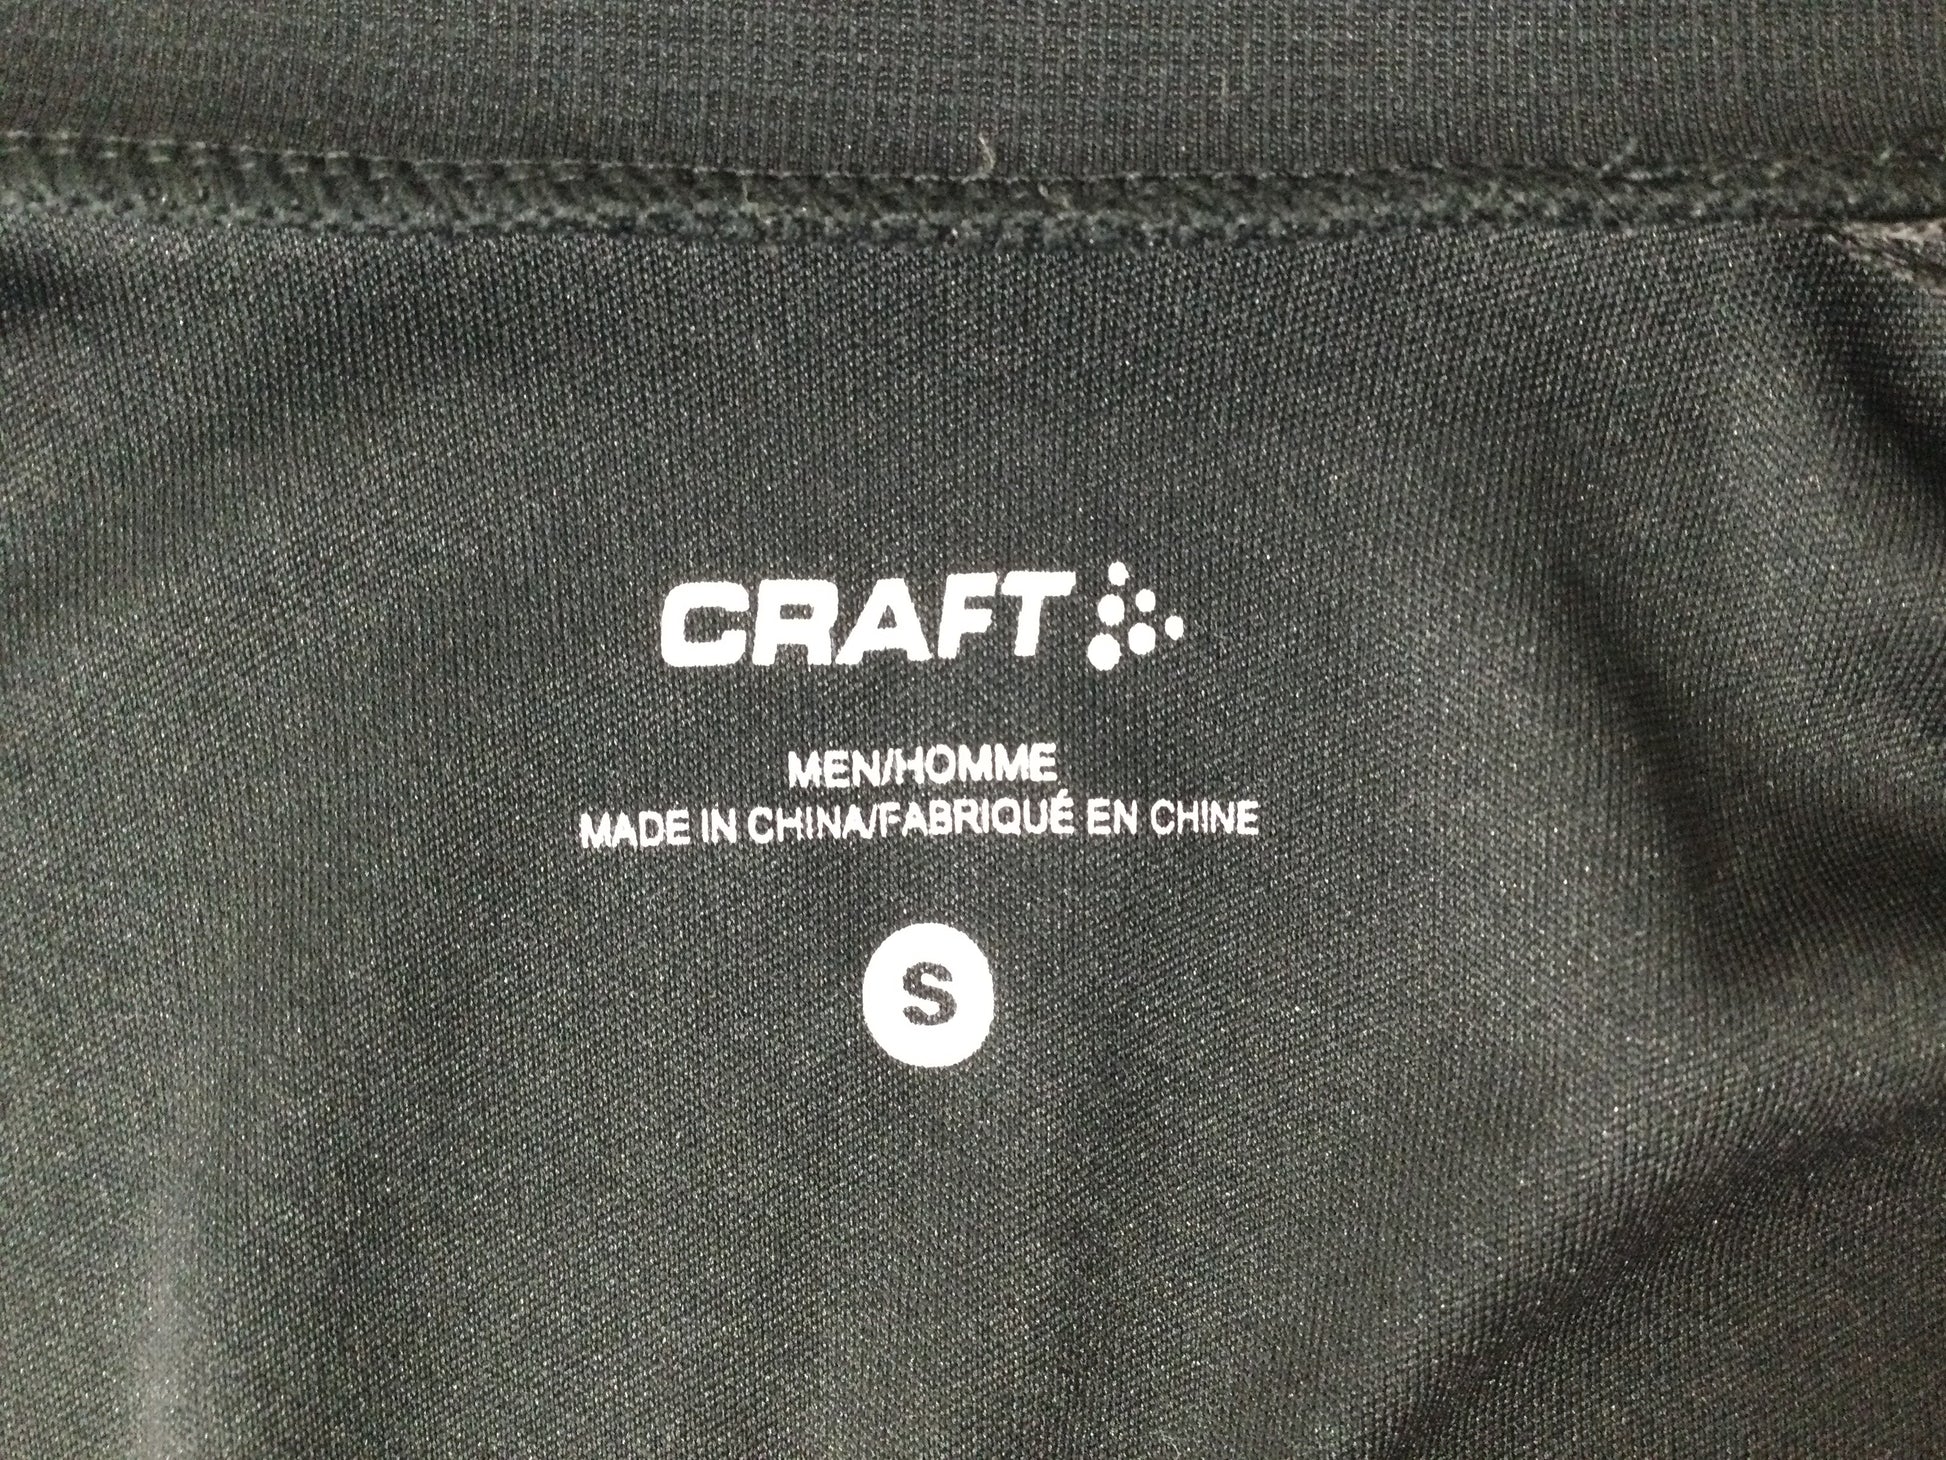 CRAFT
MEN/HOMME
MADE IN CHINA/FABRIQUÉ EN CHINE
S